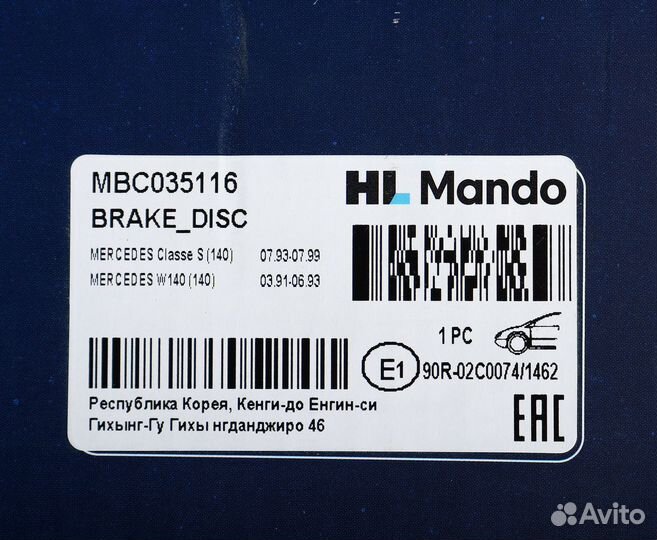 MBC035116
HL Mando
BRAKE_DISC
MERCEDES Classe S (140) 07.93-07.99
MERCEDES W140 (140) 03.91-06.93
1 PC
E1 90R-02C0074/1462
Республика Корея, Кенги-до Енгин-си
Гихынг-Гу Гихы нгданджиро 46
EAC
Avito